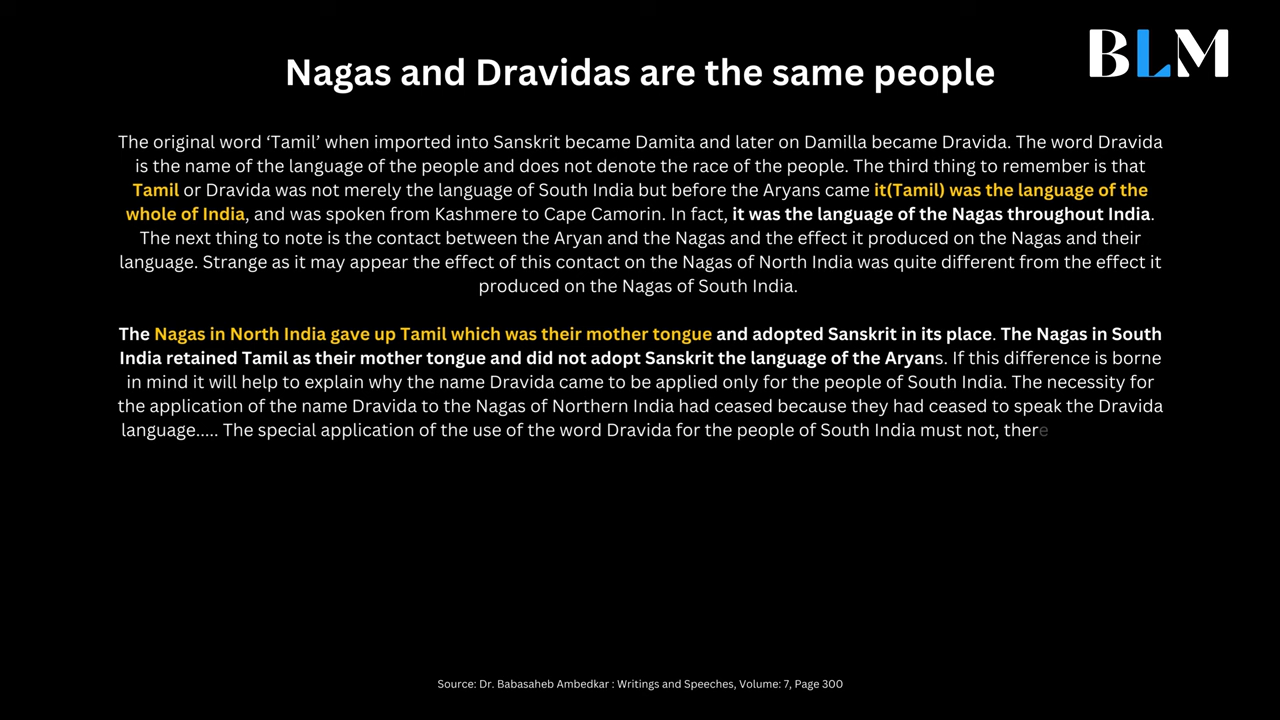 BLM
Nagas and Dravidas are the same people
The original word ‘Tamil’ when imported into Sanskrit became Damita and later on Damilla became Dravida. The word Dravida
is the name of the language of the people and does not denote the race of the people. The third thing to remember is that
Tamil or Dravida was not merely the language of South India but before the Aryans came it(Tamil) was the language of the
whole of India, and was spoken from Kashmere to Cape Camorin. In fact, it was the language of the Nagas throughout India.
The next thing to note is the contact between the Aryan and the Nagas and the effect it produced on the Nagas and their
language. Strange as it may appear the effect of this contact on the Nagas of North India was quite different from the effect it
produced on the Nagas of South India.
The Nagas in North India gave up Tamil which was their mother tongue and adopted Sanskrit in its place. The Nagas in South
India retained Tamil as their mother tongue and did not adopt Sanskrit the language of the Aryans. If this difference is borne
in mind it will help to explain why the name Dravida came to be applied only for the people of South India. The necessity for
the application of the name Dravida to the Nagas of Northern India had ceased because they had ceased to speak the Dravida
language..... The special application of the use of the word Dravida for the people of South India must not, there
Source: Dr. Babasaheb Ambedkar : Writings and Speeches, Volume: 7, Page 300